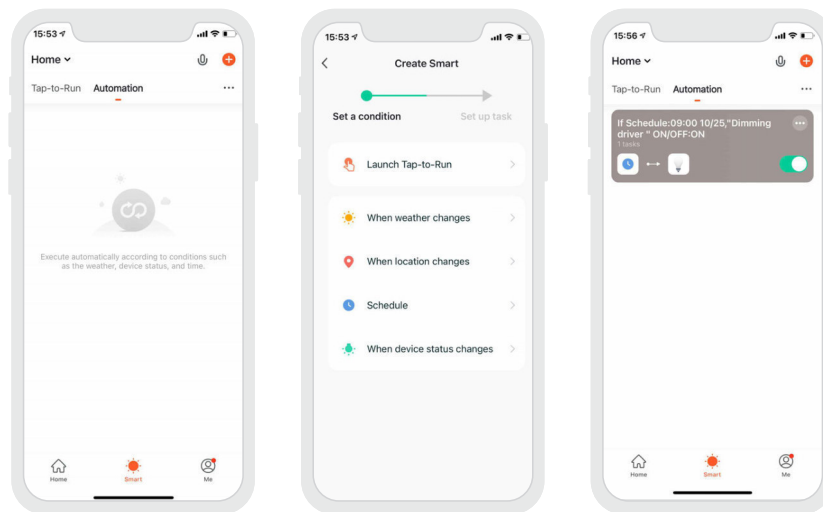 15:53
Home
Tap-to-Run Automation
Execute automatically according to conditions such
as the weather, device status, and time.
Home Smart Me
15:53
Create Smart
Set a condition Set up task
Launch Tap-to-Run
When weather changes
When location changes
Schedule
When device status changes
15:56
Home
Tap-to-Run Automation
If Schedule:09:00 10/25,"Dimming
driver " ON/OFF:ON
1 tasks
Home Smart Me